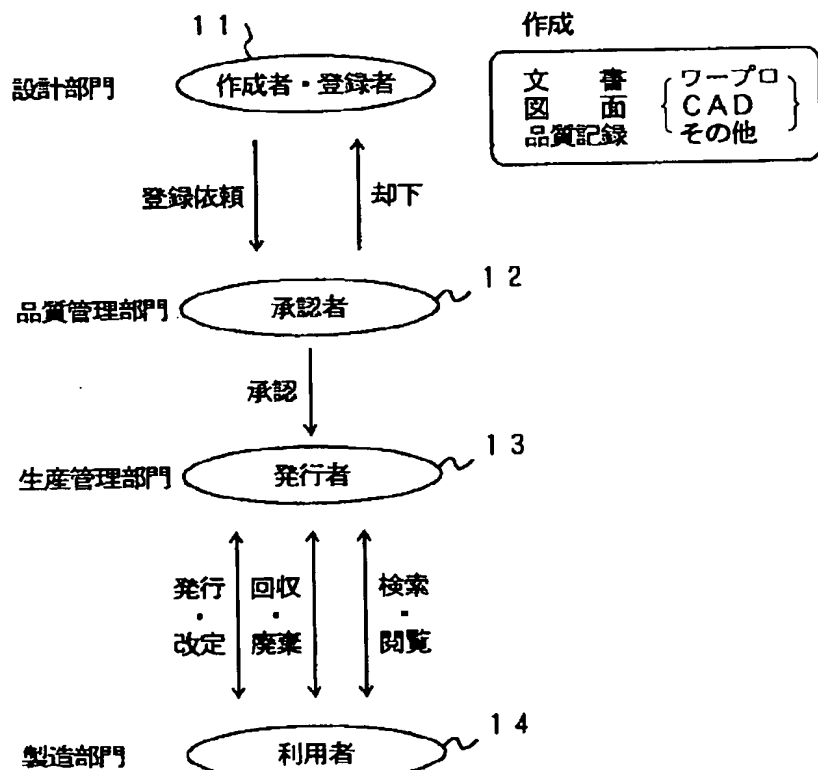 11
作成
設計部門
作成者・登録者
文書
ワープロ
図面
CAD
品質記録
その他
登録依頼
却下
12
品質管理部門
承認者
承認
13
生産管理部門
発行者
発行・改定
回収・廃棄
検索・閲覧
14
製造部門
利用者